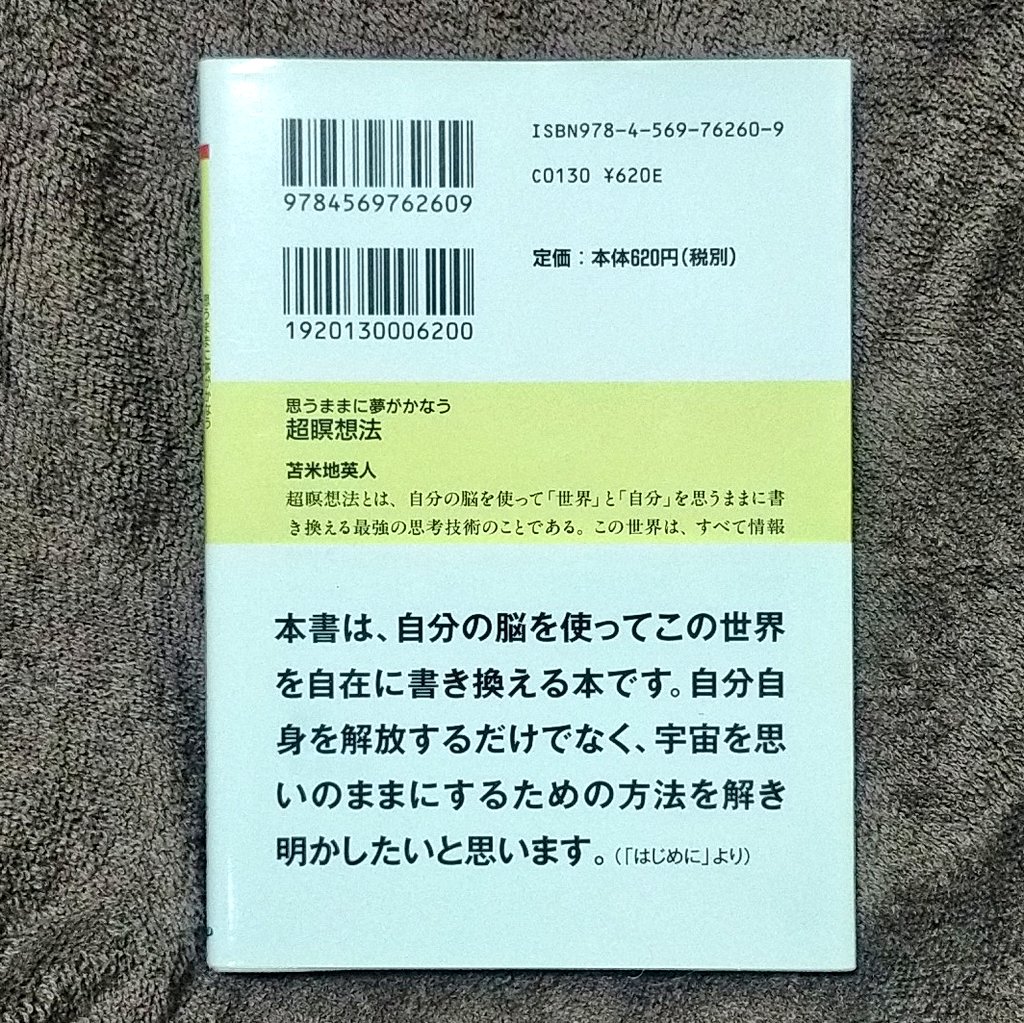 9784569762609
1920130006200
ISBN978-4-569-76260-9
C0130 ¥620E
定価：本体620円(税別)
思うままに夢がかなう
超瞑想法
苫米地英人
超瞑想法とは、自分の脳を使って「世界」と「自分」を思うままに書
き換える最強の思考技術のことである。この世界は、すべて情報
本書は、自分の脳を使ってこの世界
を自在に書き換える本です。自分自
身を解放するだけでなく、宇宙を思
いのままにするための方法を解き
明かしたいと思います。(「はじめに」より)